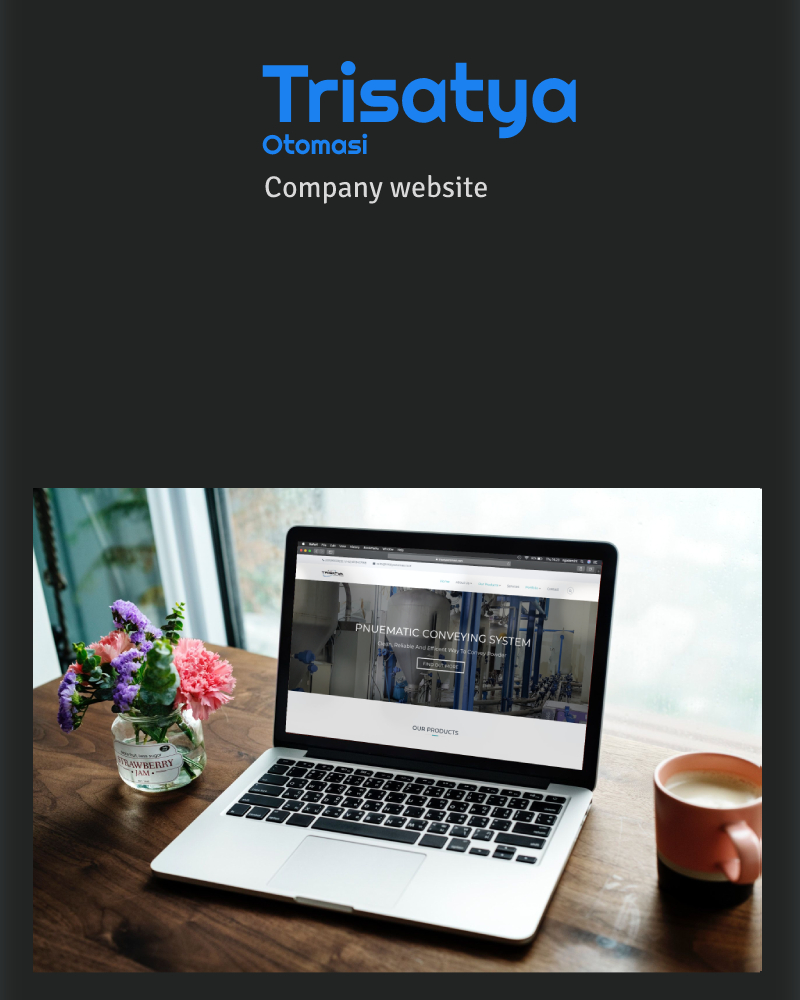 Trisatya
Otomasi
Company website
PNUEMATIC CONVEYING SYSTEM
Clean, Reliable And Efficient Way To Convey Powder
FIND OUT MORE
OUR PRODUCTS
STRAWBERRY
JAM